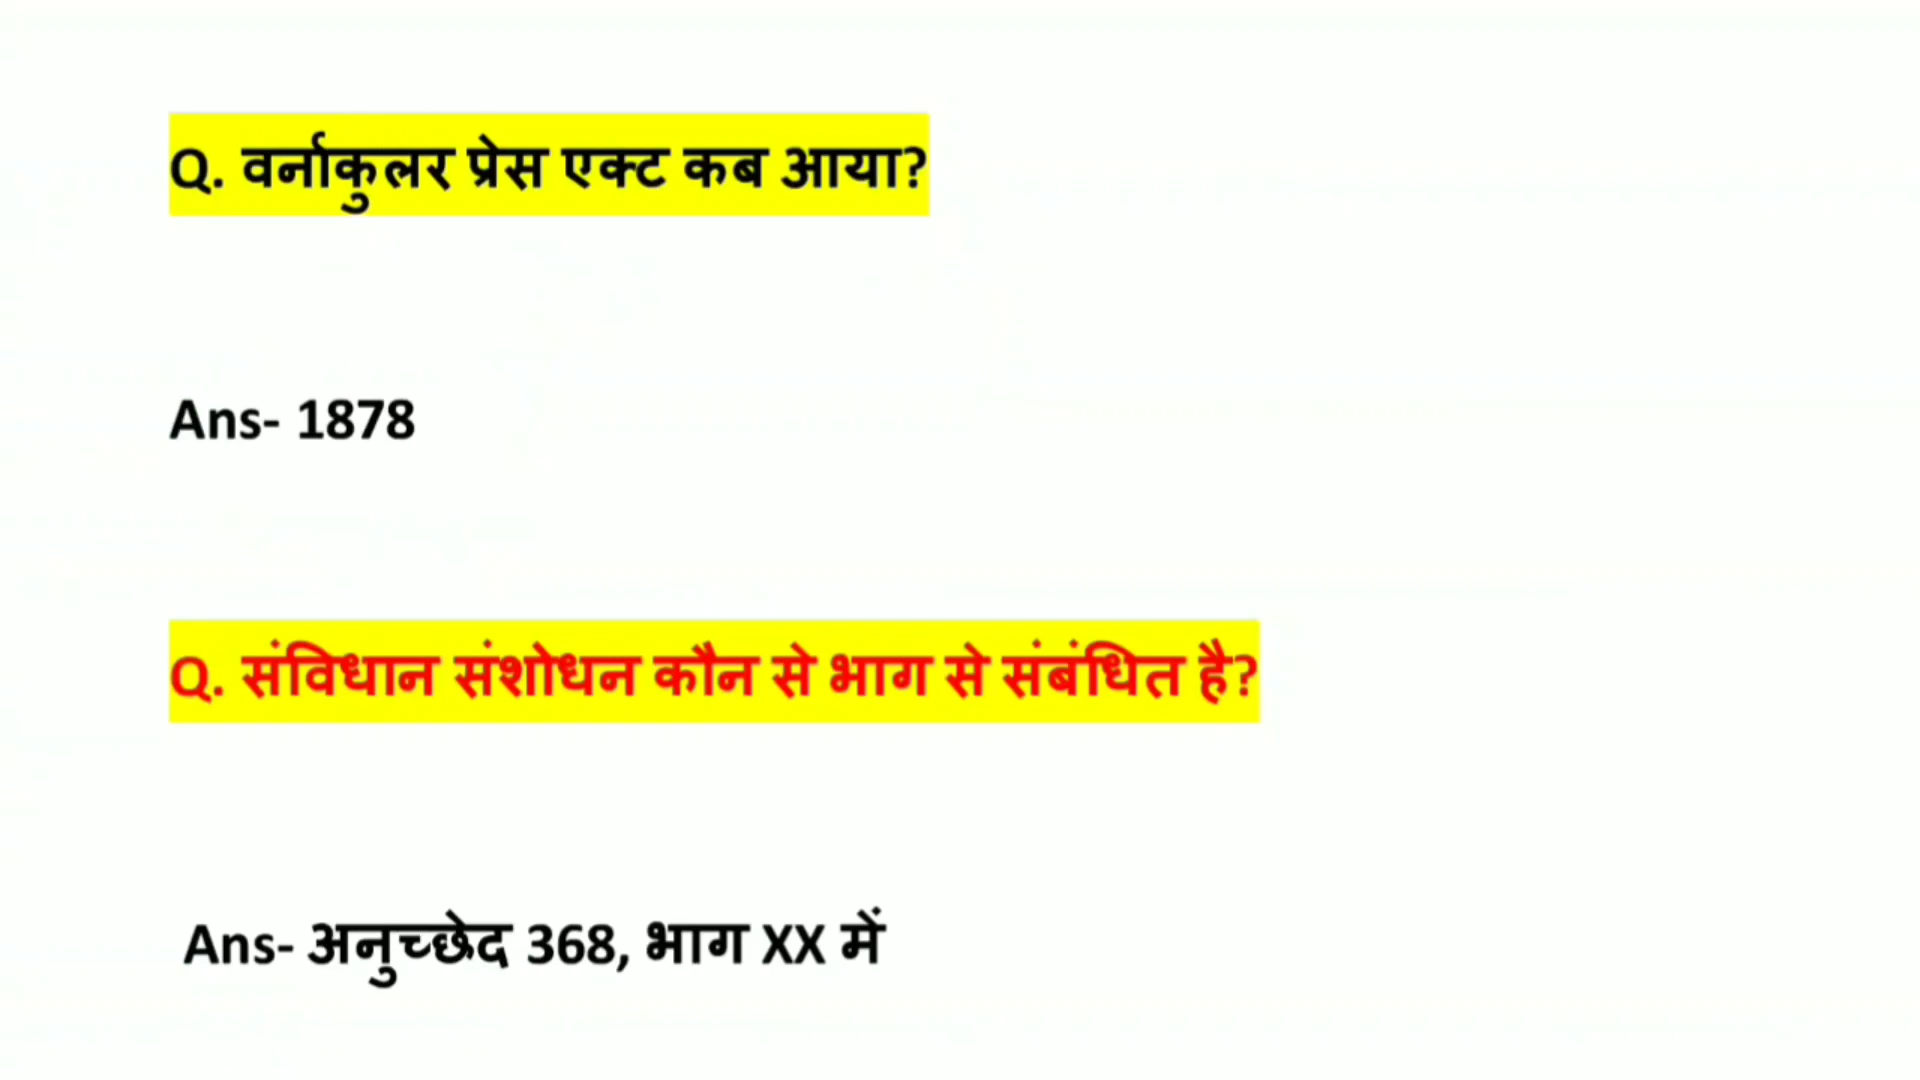 Q. वर्नाकुलर प्रेस एक्ट कब आया?
Ans- 1878
Q. संविधान संशोधन कौन से भाग से संबंधित है?
Ans- अनुच्छेद 368, भाग XX में